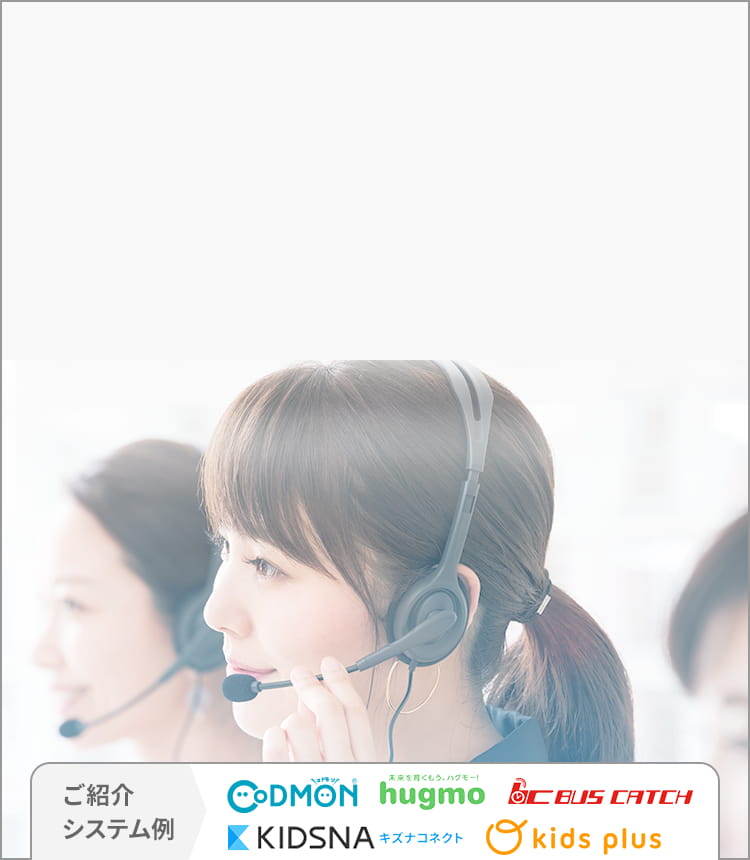 ご紹介
システム例
CoDMON®
未来を育くもう。ハグモー!
hugmo
BUS CATCH
KIDSNA キズナコネクト
kids plus